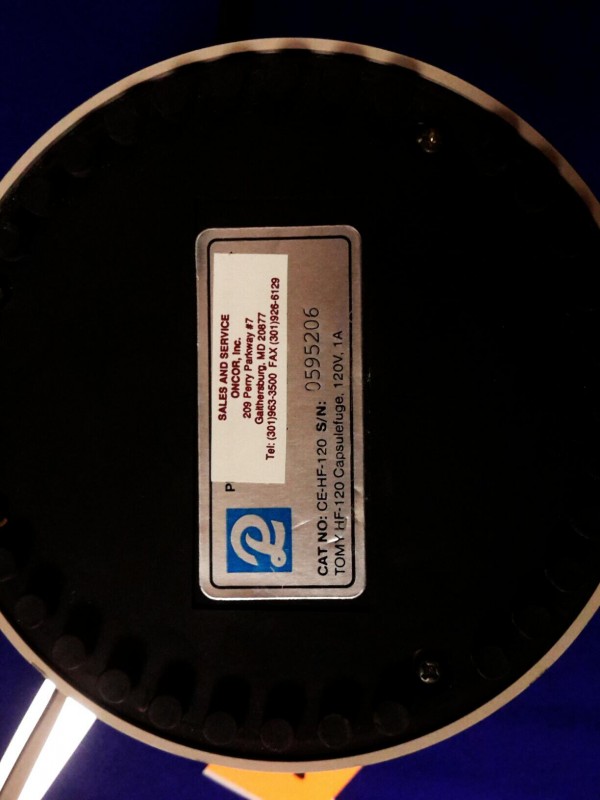 SALES AND SERVICE
ONCOR, Inc.
209 Perry Parkway #7
Gaithersburg, MD 20877
Tel: (301)963-3500 FAX (301)926-6129
P
CAT NO: CE-HF-120 S/N: 0595206
TOMY HF-120 Capsulefuge, 120V, 1A